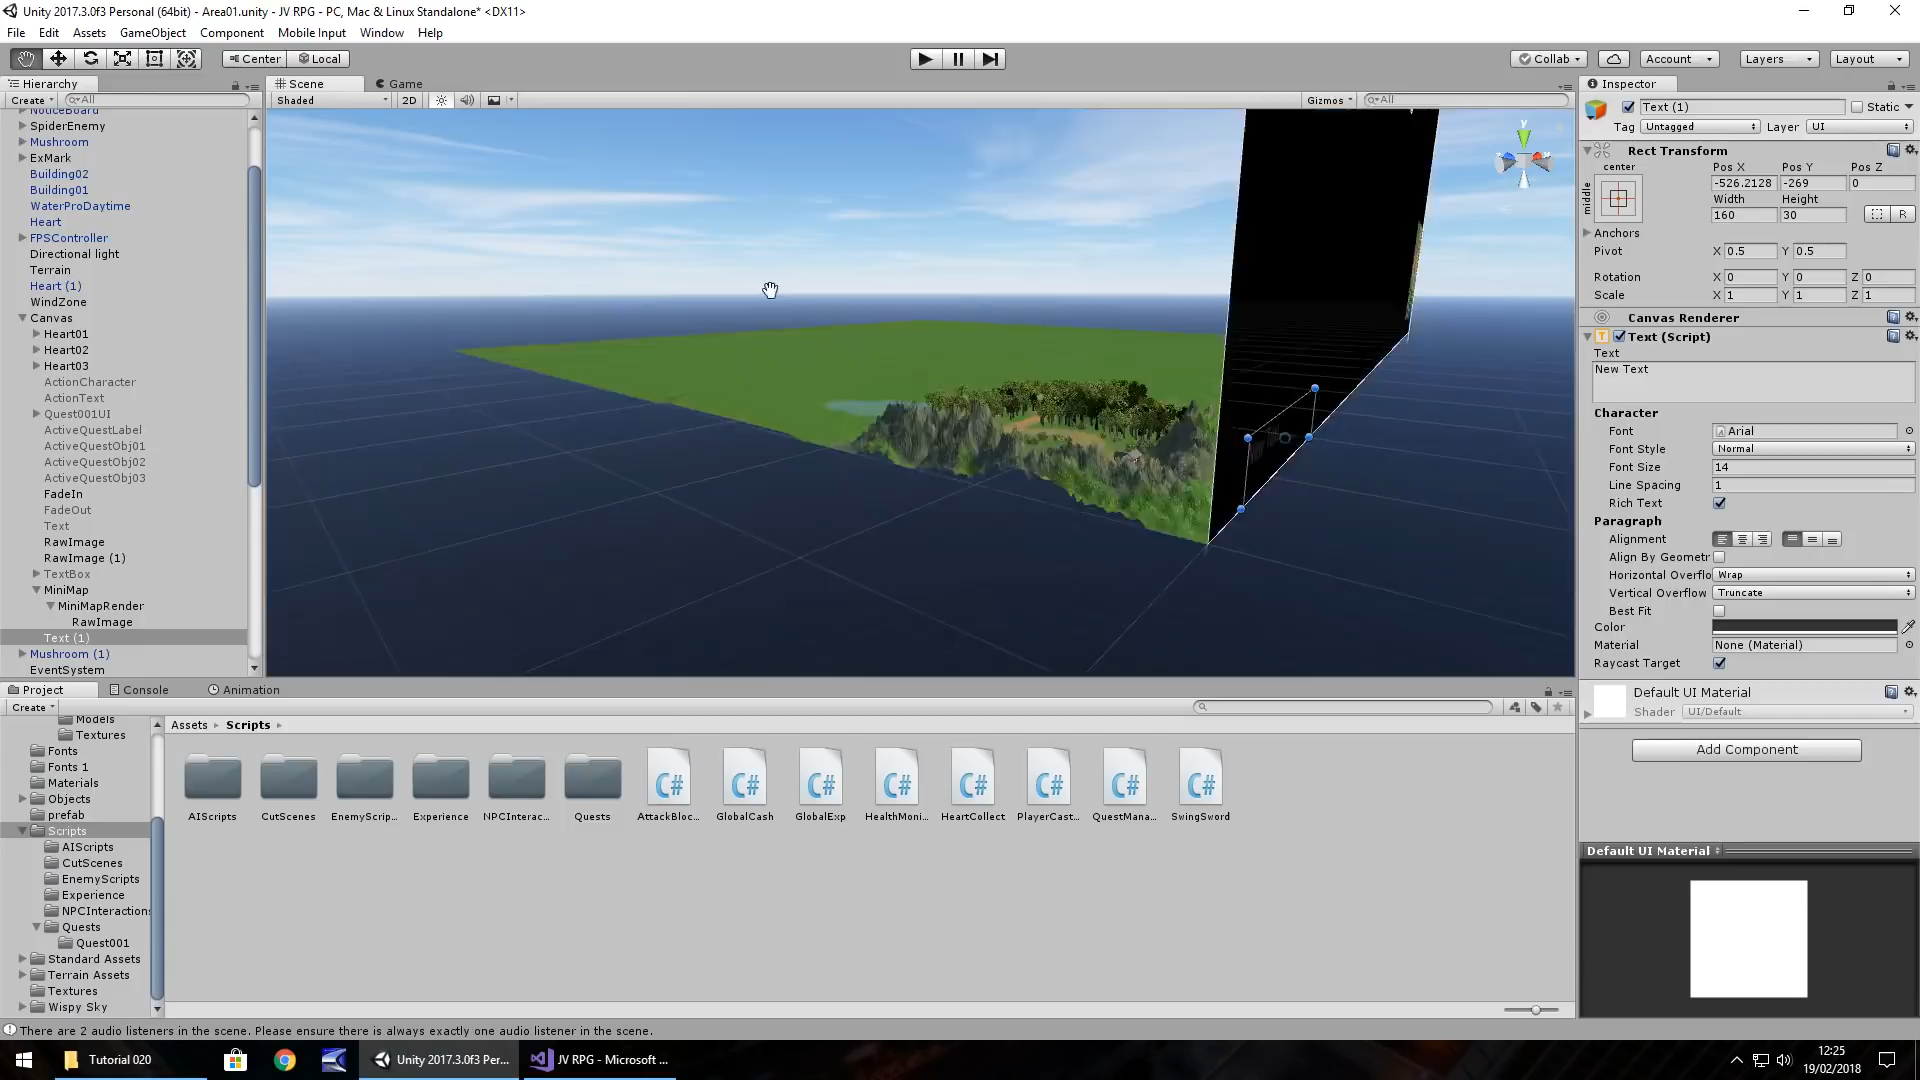 Unity 2017.3.0f3 Personal (64bit) - Area01.unity - JV RPG - PC, Mac & Linux Standalone* <DX11>
File Edit Assets GameObject Component Mobile Input Window Help
Center Local Collab Account Layers Layout
Hierarchy
Create All
NoticeBoard
SpiderEnemy
Mushroom
ExMark
Building02
Building01
WaterProDaytime
Heart
FPSController
Directional light
Terrain
Heart (1)
WindZone
Canvas
Heart01
Heart02
Heart03
ActionCharacter
ActionText
Quest001UI
ActiveQuestLabel
ActiveQuestObj01
ActiveQuestObj02
ActiveQuestObj03
FadeIn
FadeOut
Text
RawImage
RawImage (1)
TextBox
MiniMap
MiniMapRender
RawImage
Text (1)
Mushroom (1)
EventSystem
Scene Game
Shaded 2D Gizmos All
y
Inspector
Text (1) Static
Tag Untagged Layer UI
Rect Transform
center Pos X Pos Y Pos Z
middle -526.2128 -269 0
Width Height
160 30 R
Anchors
Pivot X 0.5 Y 0.5
Rotation X 0 Y 0 Z 0
Scale X 1 Y 1 Z 1
Canvas Renderer
Text (Script)
Text
New Text
Character
Font Arial
Font Style Normal
Font Size 14
Line Spacing 1
Rich Text
Paragraph
Alignment
Align By Geometr
Horizontal Overflo Wrap
Vertical Overflow Truncate
Best Fit
Color
Material None (Material)
Raycast Target
Default UI Material
Shader UI/Default
Add Component
Default UI Material
Project Console Animation
Create
Models
Textures
Fonts
Fonts 1
Materials
Objects
prefab
Scripts
AIScripts
CutScenes
EnemyScripts
Experience
NPCInteractions
Quests
Quest001
Standard Assets
Terrain Assets
Textures
Wispy Sky
Assets Scripts
AIScripts CutScenes EnemyScrip... Experience NPCInterac... Quests AttackBloc... GlobalCash GlobalExp HealthMoni... HeartCollect PlayerCast... QuestMana... SwingSword
C# C# C# C# C# C# C# C#
There are 2 audio listeners in the scene. Please ensure there is always exactly one audio listener in the scene.
Tutorial 020 Unity 2017.3.0f3 Per... JV RPG - Microsoft ...
12:25
19/02/2018